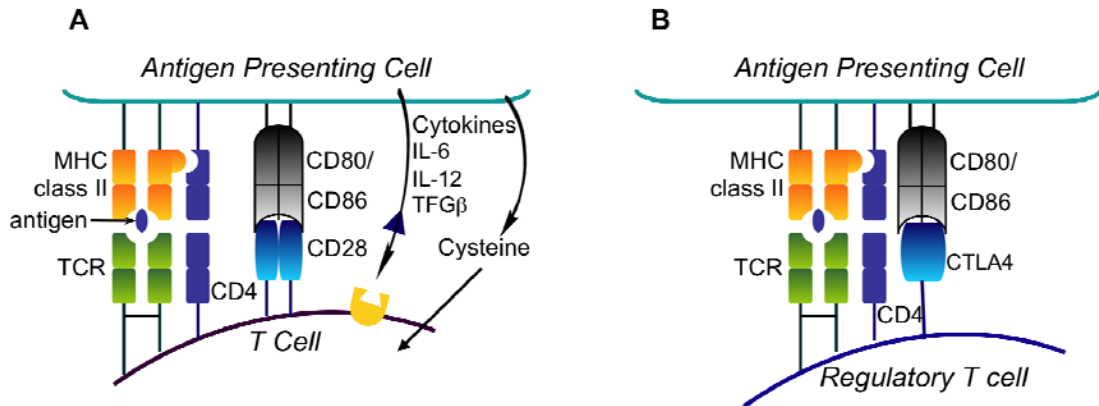 A
Antigen Presenting Cell
MHC
class II
antigen
TCR
CD4
CD80/
CD86
CD28
Cytokines
IL-6
IL-12
TFGβ
Cysteine
T Cell
B
Antigen Presenting Cell
MHC
class II
TCR
CD4
CD80/
CD86
CTLA4
Regulatory T cell